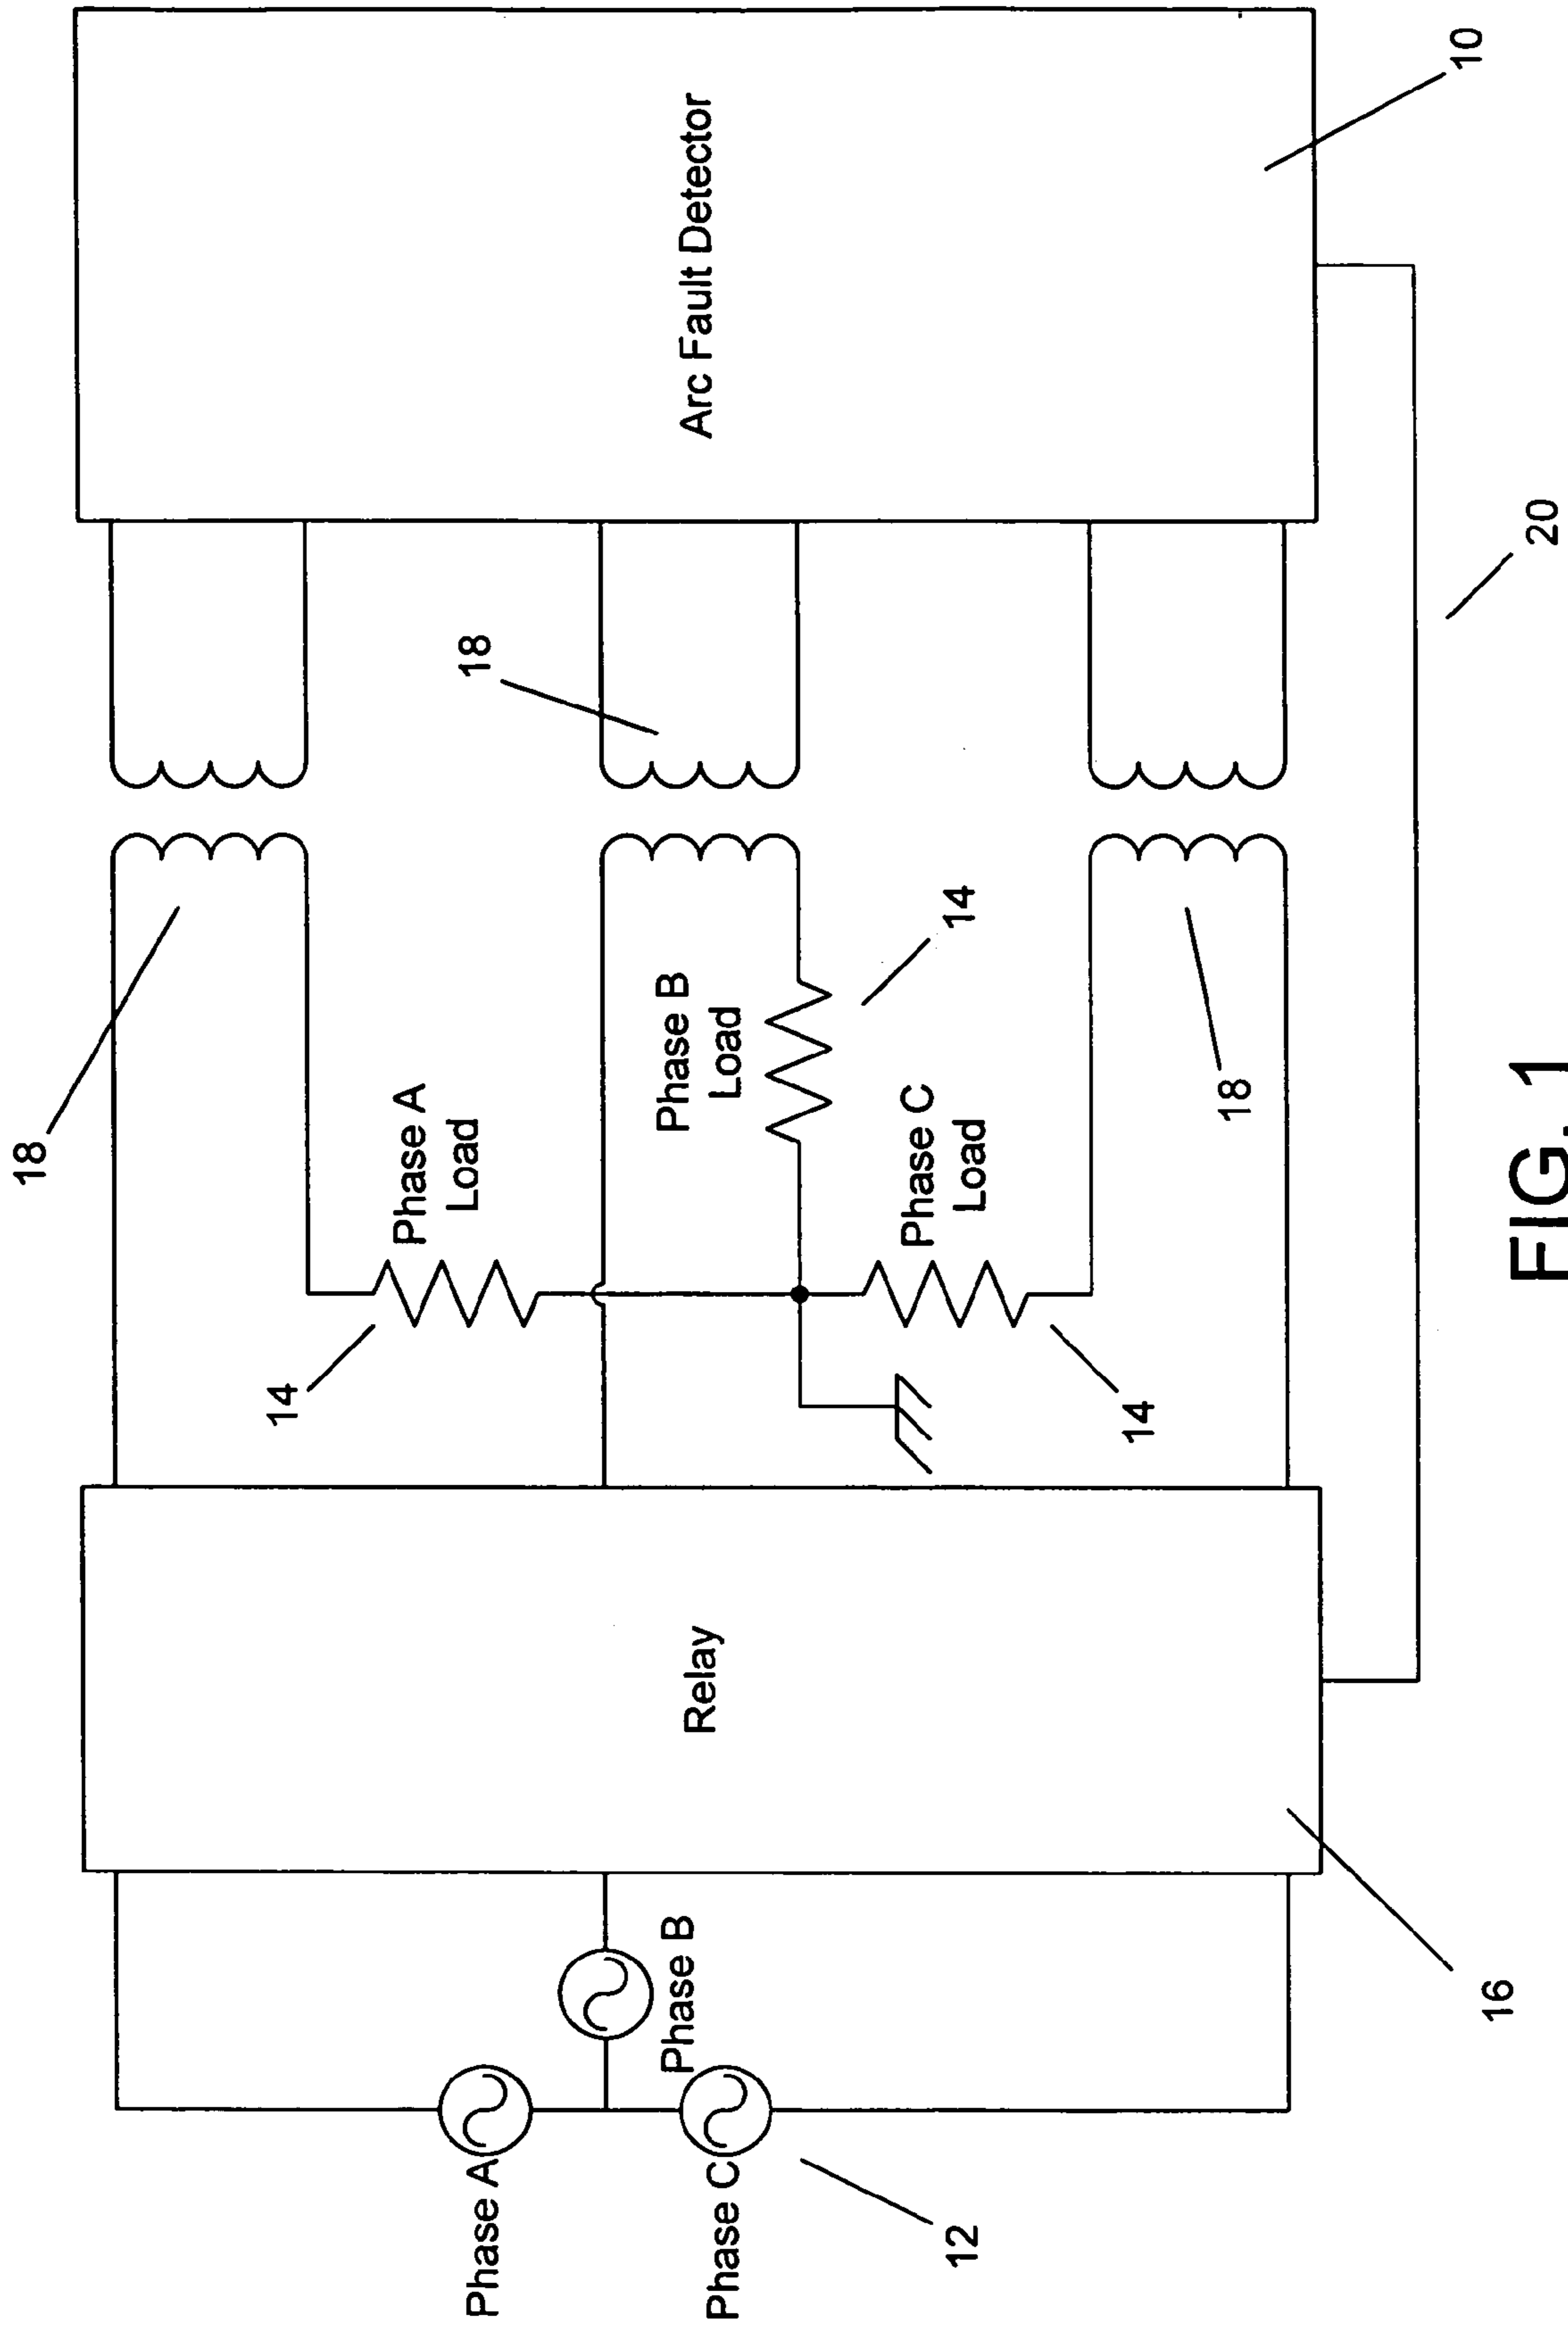 Phase A
Phase C
12
Phase B
16
Relay
14
14
Phase A
Load
Phase B
Load
Phase C
Load
14
18
18
18
20
Arc Fault Detector
10
FIG. 1